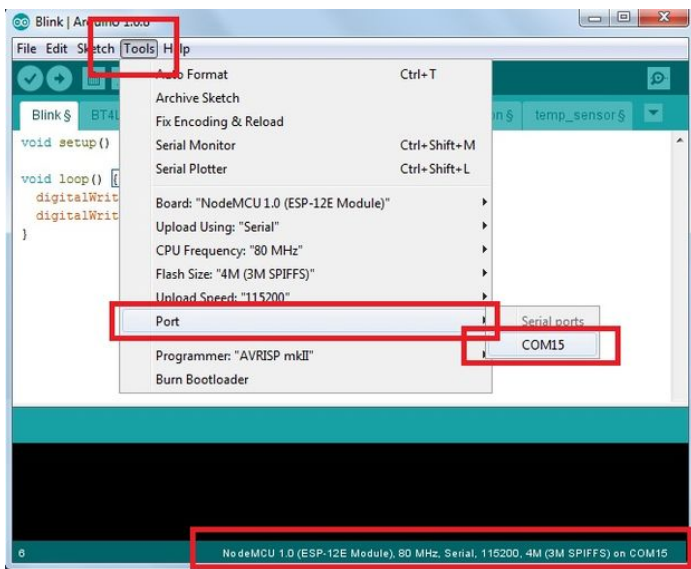 Blink | Arduino 1.6.6
File Edit Sketch Tools Help
Blink § BT4L on § temp_sensor §
void setup()
void loop() {
digitalWrit
digitalWrit
}
Auto Format Ctrl+T
Archive Sketch
Fix Encoding & Reload
Serial Monitor Ctrl+Shift+M
Serial Plotter Ctrl+Shift+L
Board: "NodeMCU 1.0 (ESP-12E Module)"
Upload Using: "Serial"
CPU Frequency: "80 MHz"
Flash Size: "4M (3M SPIFFS)"
Upload Speed: "115200"
Port
Programmer: "AVRISP mkII"
Burn Bootloader
Serial ports
COM15
6 NodeMCU 1.0 (ESP-12E Module), 80 MHz, Serial, 115200, 4M (3M SPIFFS) on COM15